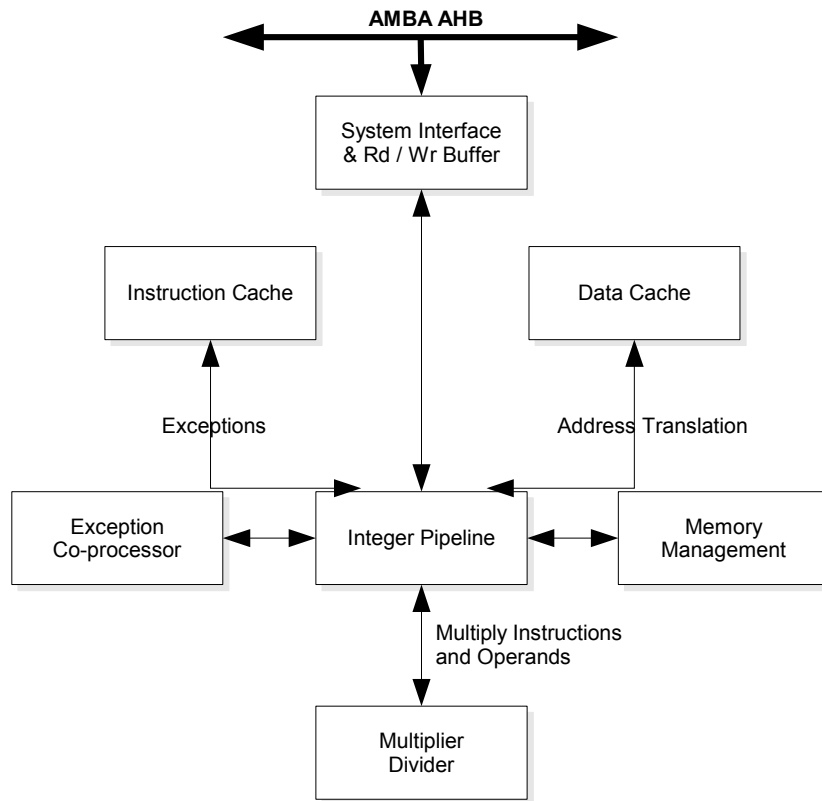 AMBA AHB
System Interface
& Rd / Wr Buffer
Instruction Cache
Data Cache
Exceptions
Address Translation
Exception
Co-processor
Integer Pipeline
Memory
Management
Multiply Instructions
and Operands
Multiplier
Divider